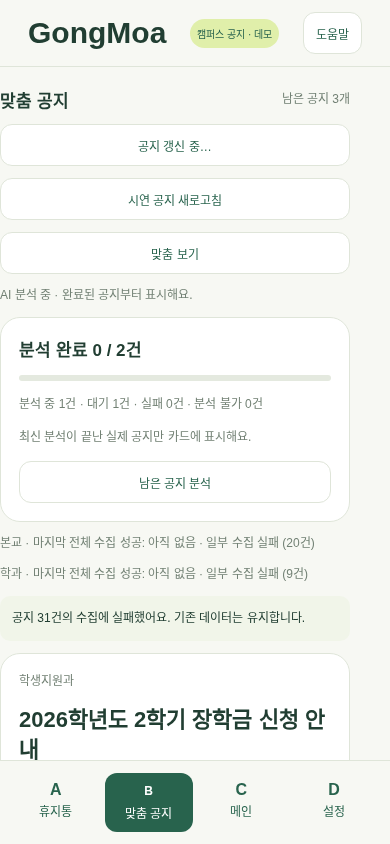 GongMoa
캠퍼스 공지 · 데모
도움말
맞춤 공지
남은 공지 3개
공지 갱신 중…
시연 공지 새로고침
맞춤 보기
AI 분석 중 · 완료된 공지부터 표시해요.
분석 완료 0 / 2건
분석 중 1건 · 대기 1건 · 실패 0건 · 분석 불가 0건
최신 분석이 끝난 실제 공지만 카드에 표시해요.
남은 공지 분석
본교 · 마지막 전체 수집 성공: 아직 없음 · 일부 수집 실패 (20건)
학과 · 마지막 전체 수집 성공: 아직 없음 · 일부 수집 실패 (9건)
공지 31건의 수집에 실패했어요. 기존 데이터는 유지합니다.
학생지원과
2026학년도 2학기 장학금 신청 안
내
A
휴지통
B
맞춤 공지
C
메인
D
설정